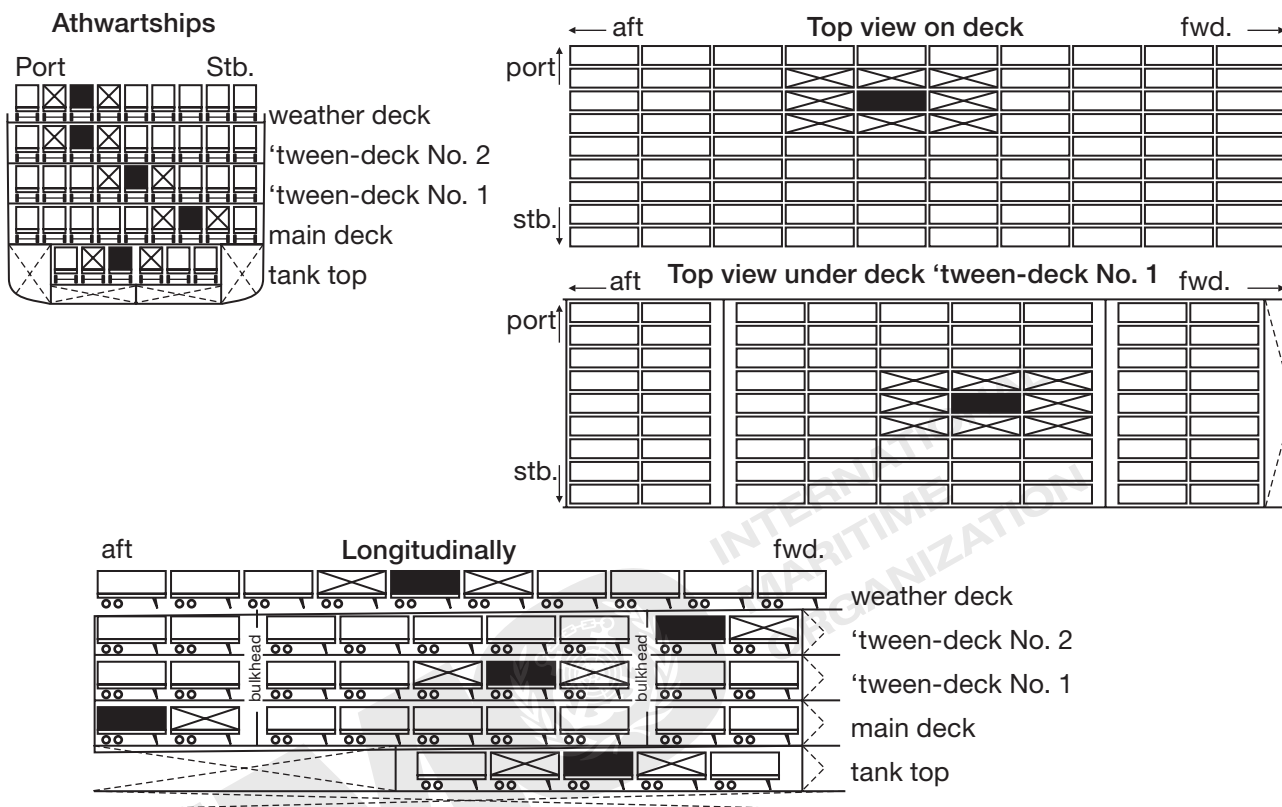 Athwartships
Port Stb.
weather deck
‘tween-deck No. 2
‘tween-deck No. 1
main deck
tank top
aft Top view on deck fwd.
port
stb.
aft Top view under deck ‘tween-deck No. 1 fwd.
port
stb.
INTERNATIONAL
MARITIME
ORGANIZATION
aft Longitudinally fwd.
bulkhead
bulkhead
weather deck
‘tween-deck No. 2
‘tween-deck No. 1
main deck
tank top